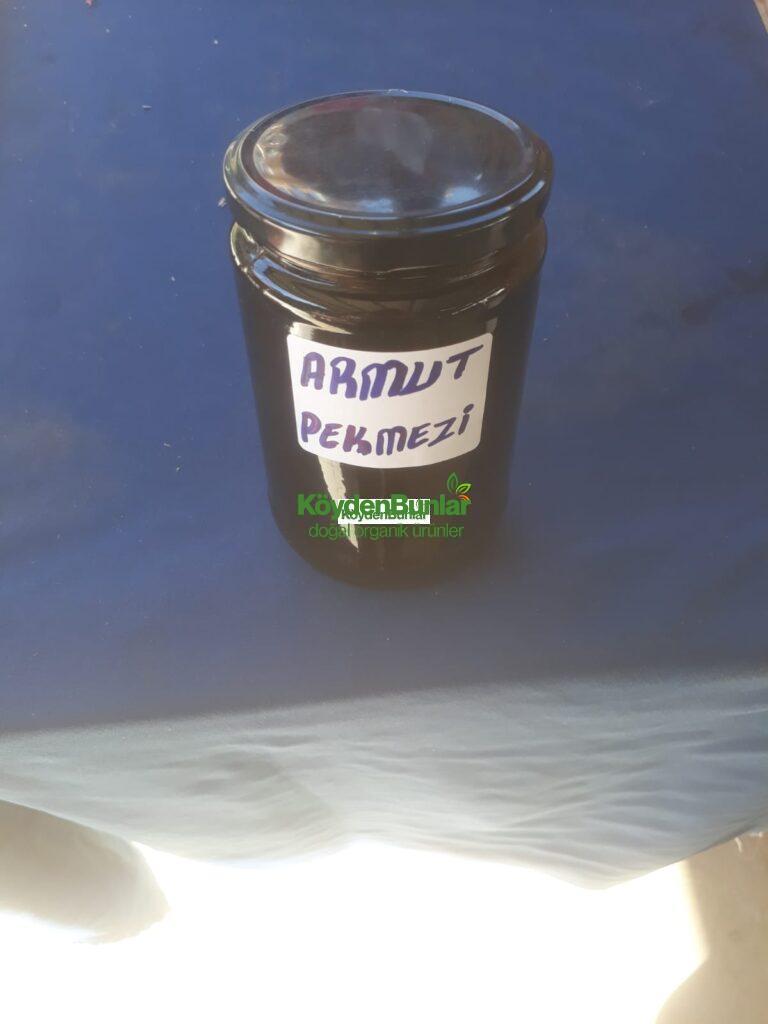 ARMUT
PEKMEZİ
KöydenBunlar
KöydenBunlar
doğal organik ürünler